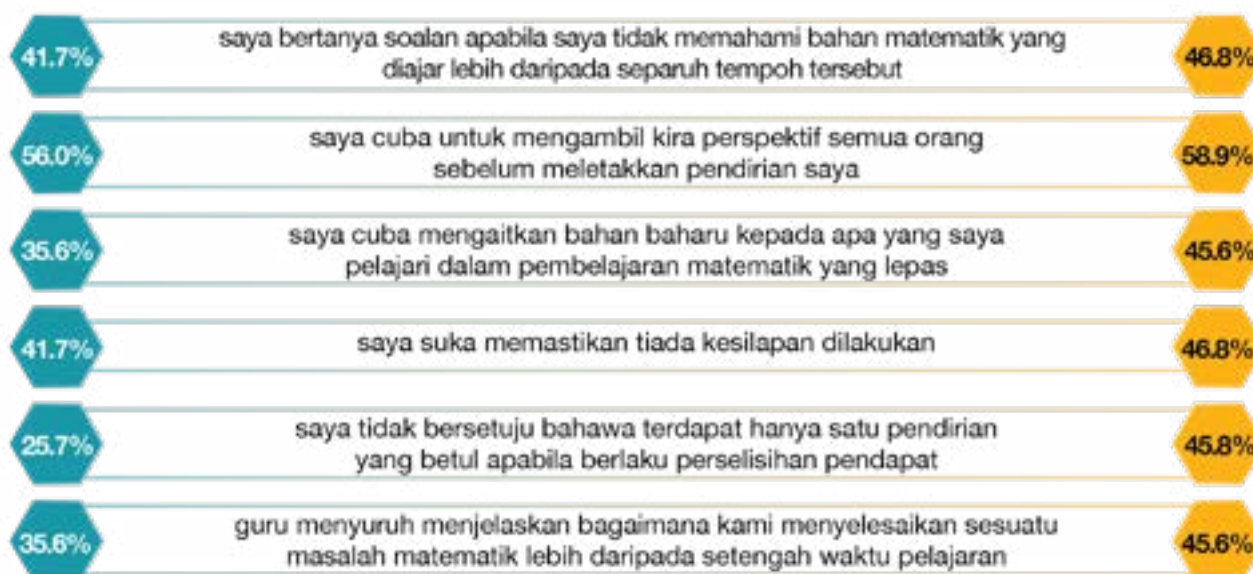 saya bertanya soalan apabila saya tidak memahami bahan matematik yang
41.7%
46.8%
diajar lebih daripada separuh tempoh tersebut
saya cuba untuk mengambil kira perspektif semua orang
56.0%
58.9%
sebelum meletakkan pendirian saya
saya cuba mengaitkan bahan baharu kepada apa yang saya
35.6%
45.6%
pelajari dalam pembelajaran matematik yang lepas
41.7%
saya suka memastikan tiada kesilapan dilakukan
46.8%
saya tidak bersetuju bahawa terdapat hanya satu pendirian
25.7%
45.8%
yang betul apabila berlaku perselisihan pendapat
guru menyuruh menjelaskan bagaimana kami menyelesaikan sesuatu
35.6%
45.6%
masalah matematik lebih daripada setengah waktu pelajaran